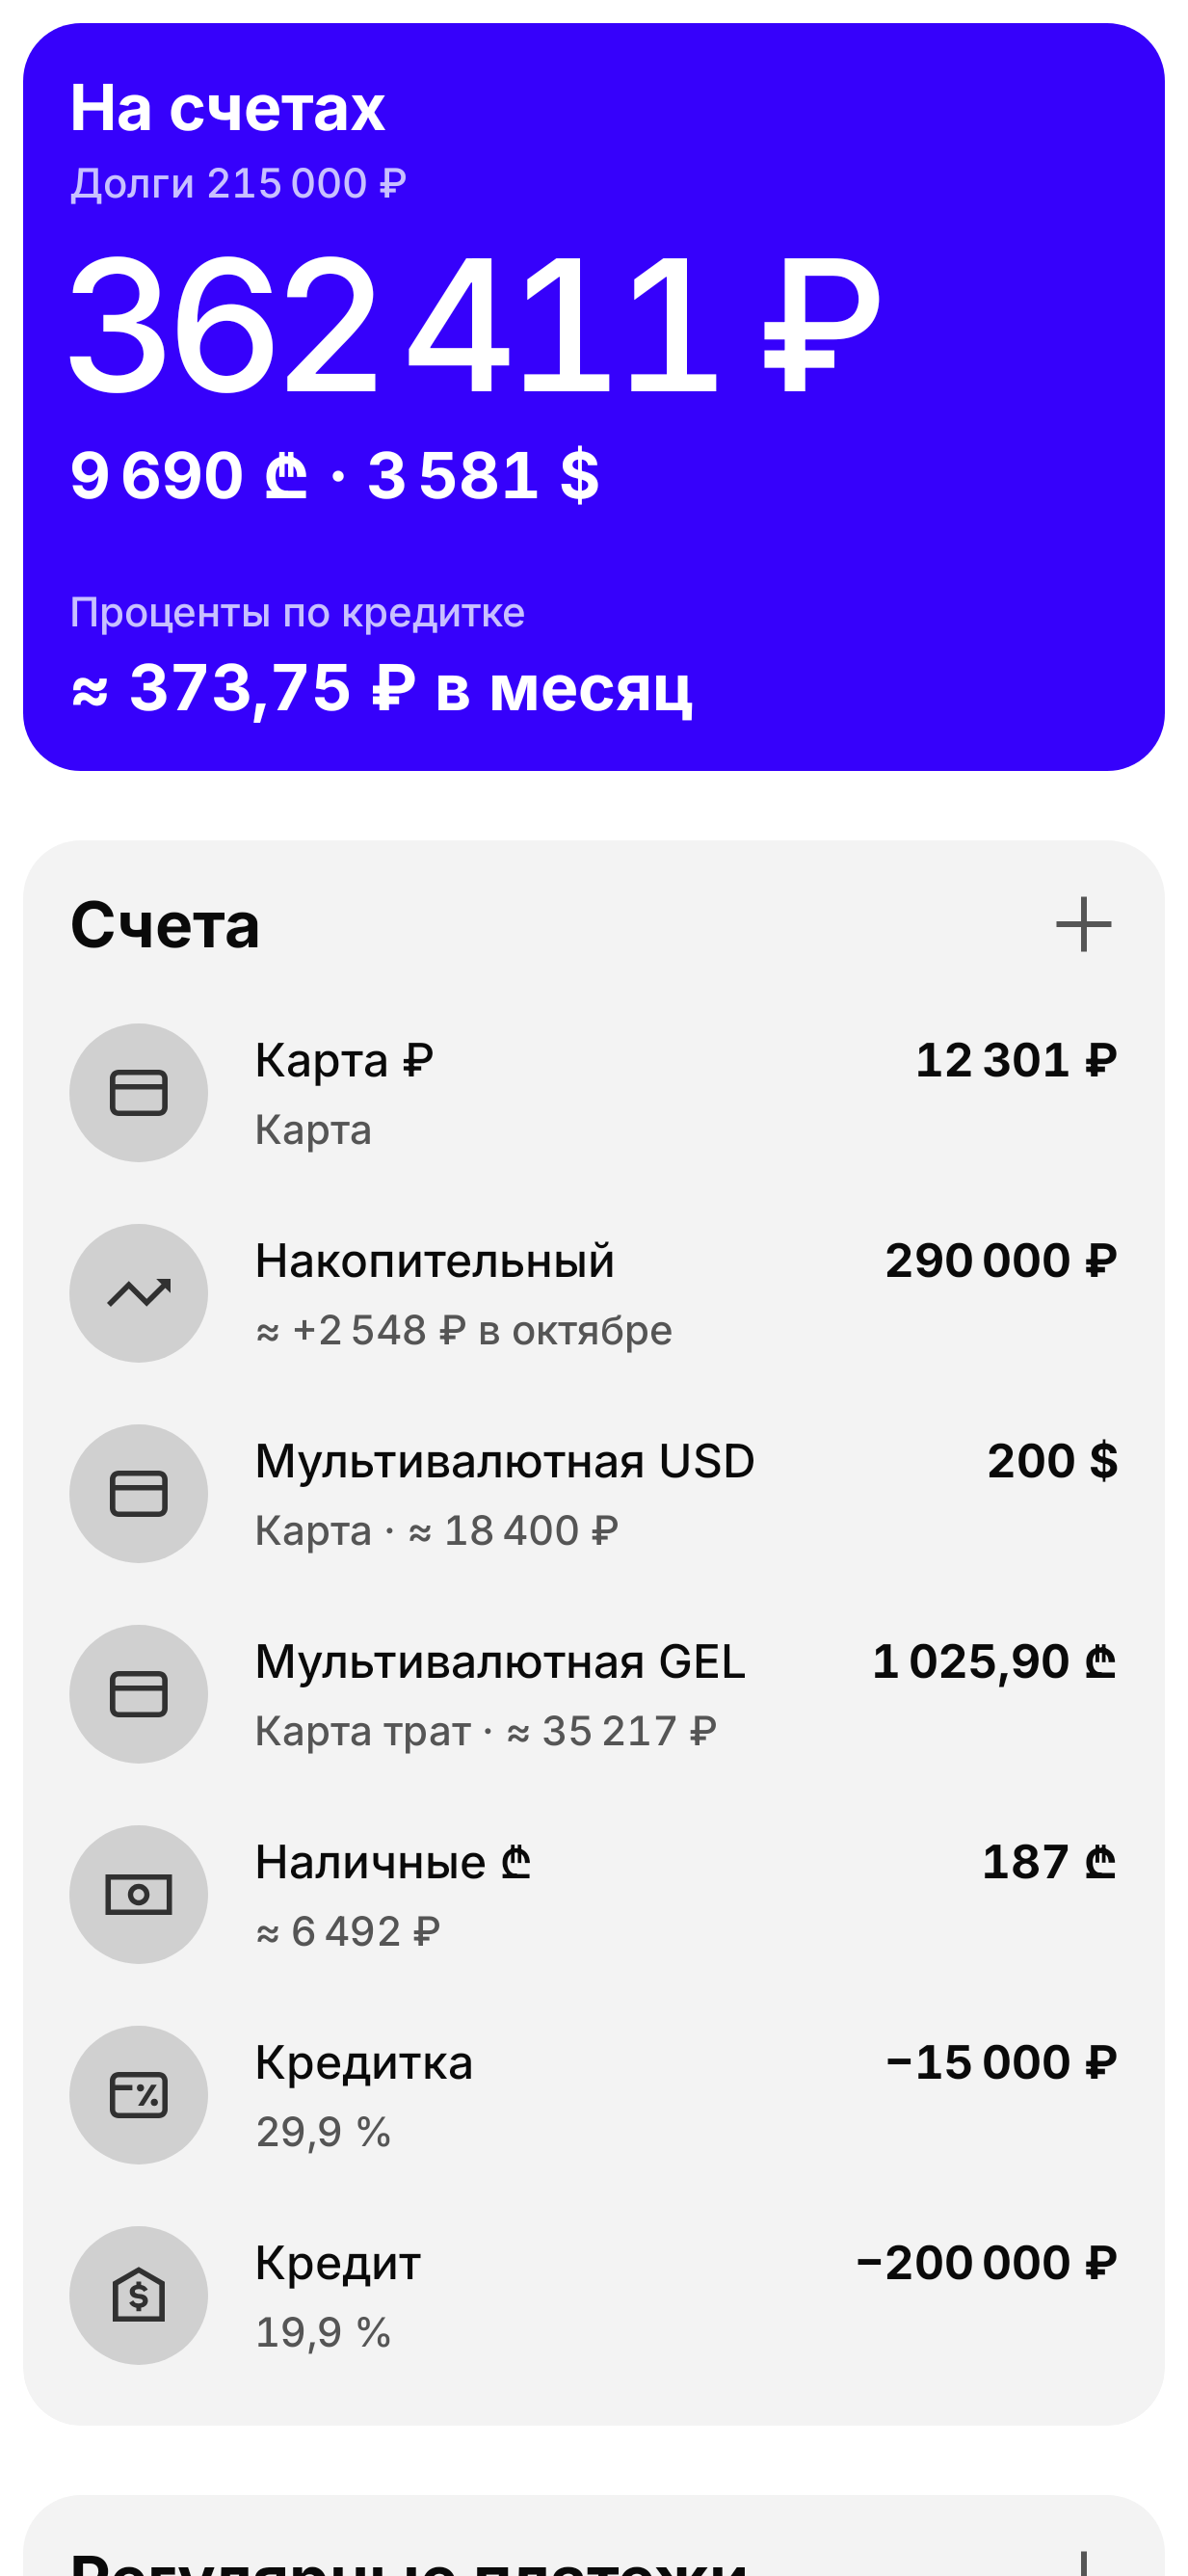 На счетах
Долги 215 000 ₽
362 411 ₽
9 690 ₾ · 3 581 $
Проценты по кредитке
≈ 373,75 ₽ в месяц
Счета
Карта ₽
12 301 ₽
Карта
Накопительный
290 000 ₽
≈ +2 548 ₽ в октябре
Мультивалютная USD
200 $
Карта · ≈ 18 400 ₽
Мультивалютная GEL
1 025,90 ₾
Карта трат · ≈ 35 217 ₽
Наличные ₾
187 ₾
≈ 6 492 ₽
Кредитка
−15 000 ₽
29,9 %
Кредит
−200 000 ₽
19,9 %
Регулярные платежи